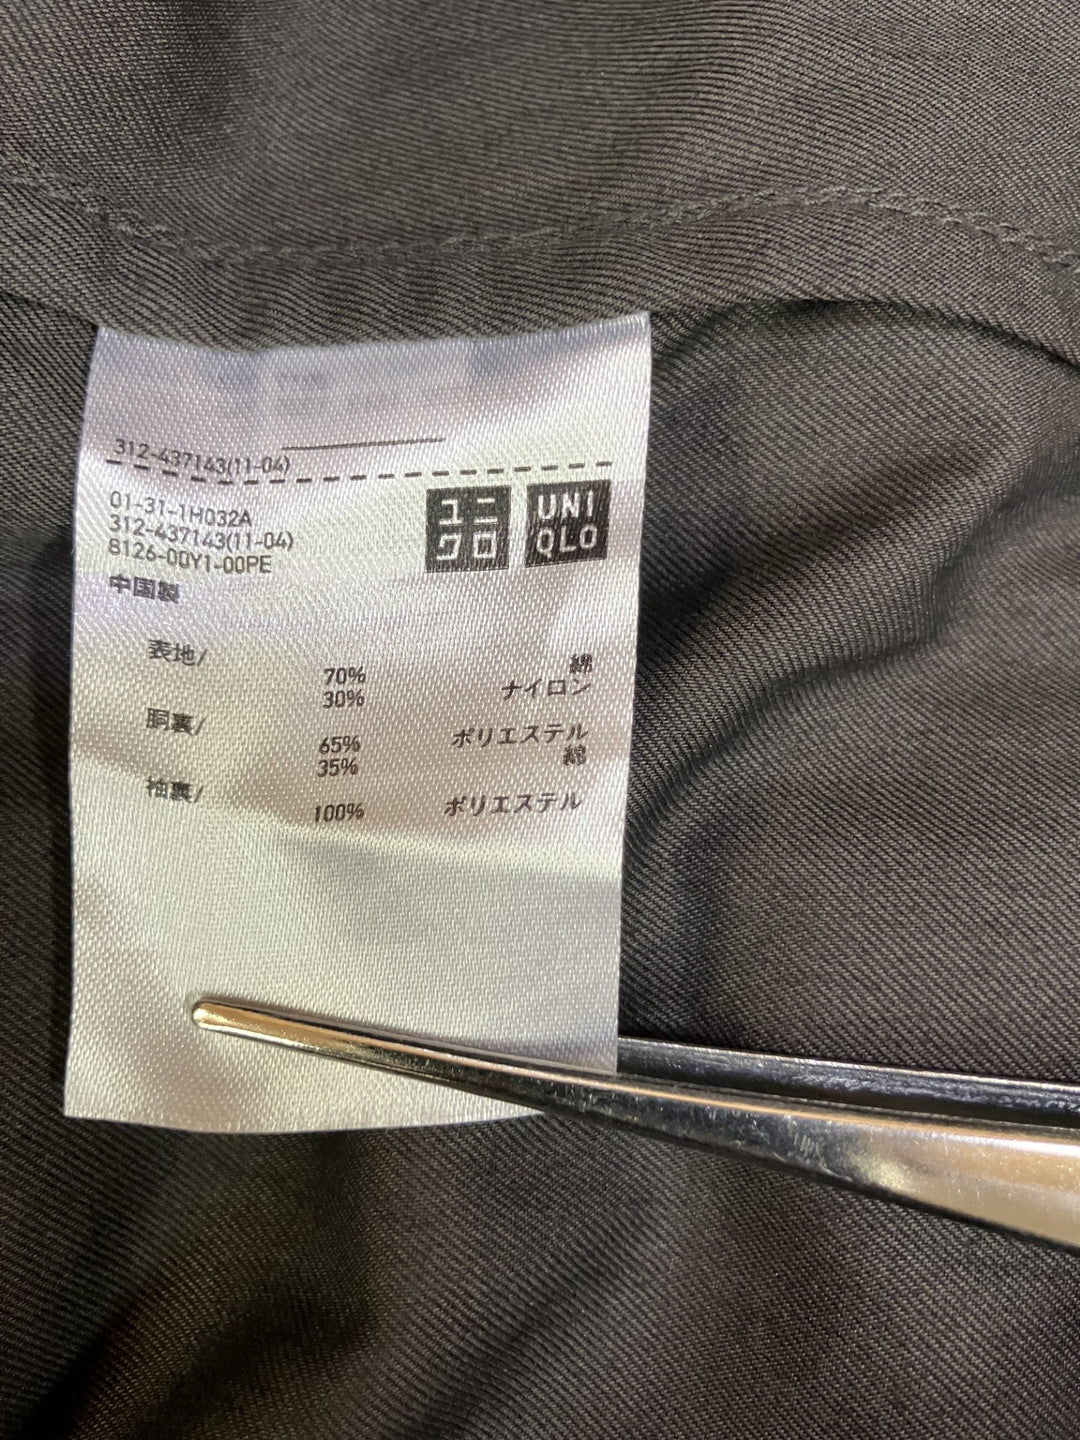 312-437143(11-04)
01-31-1H032A
312-437143(11-04)
8126-00Y1-00PE
中国製
ユニクロ
UNIQLO
表地/
70% 綿
30% ナイロン
胴裏/
65% ポリエステル
35% 綿
袖裏/
100% ポリエステル